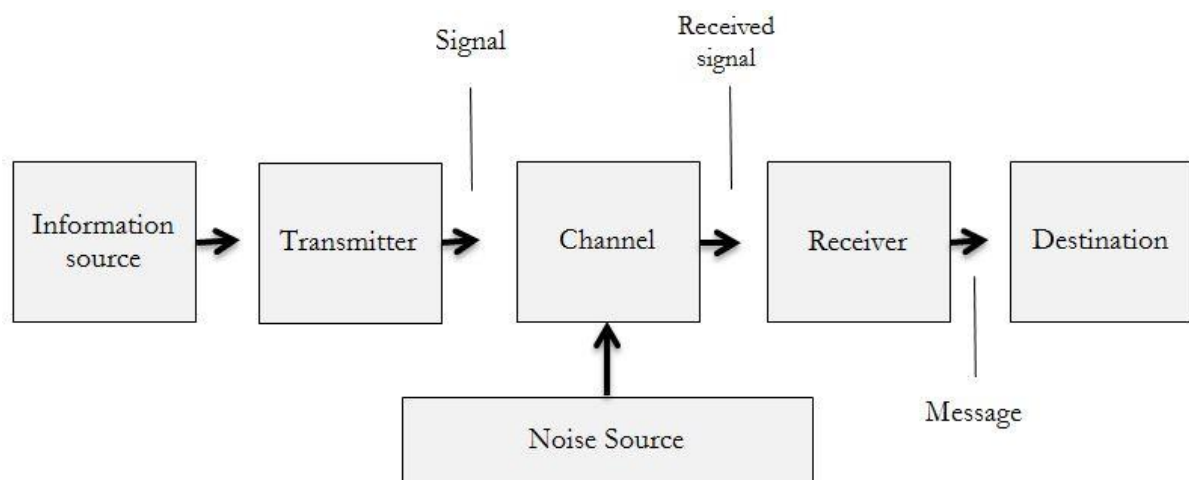 Signal
Received
signal
Information
source
Transmitter
Channel
Receiver
Destination
Message
Noise Source